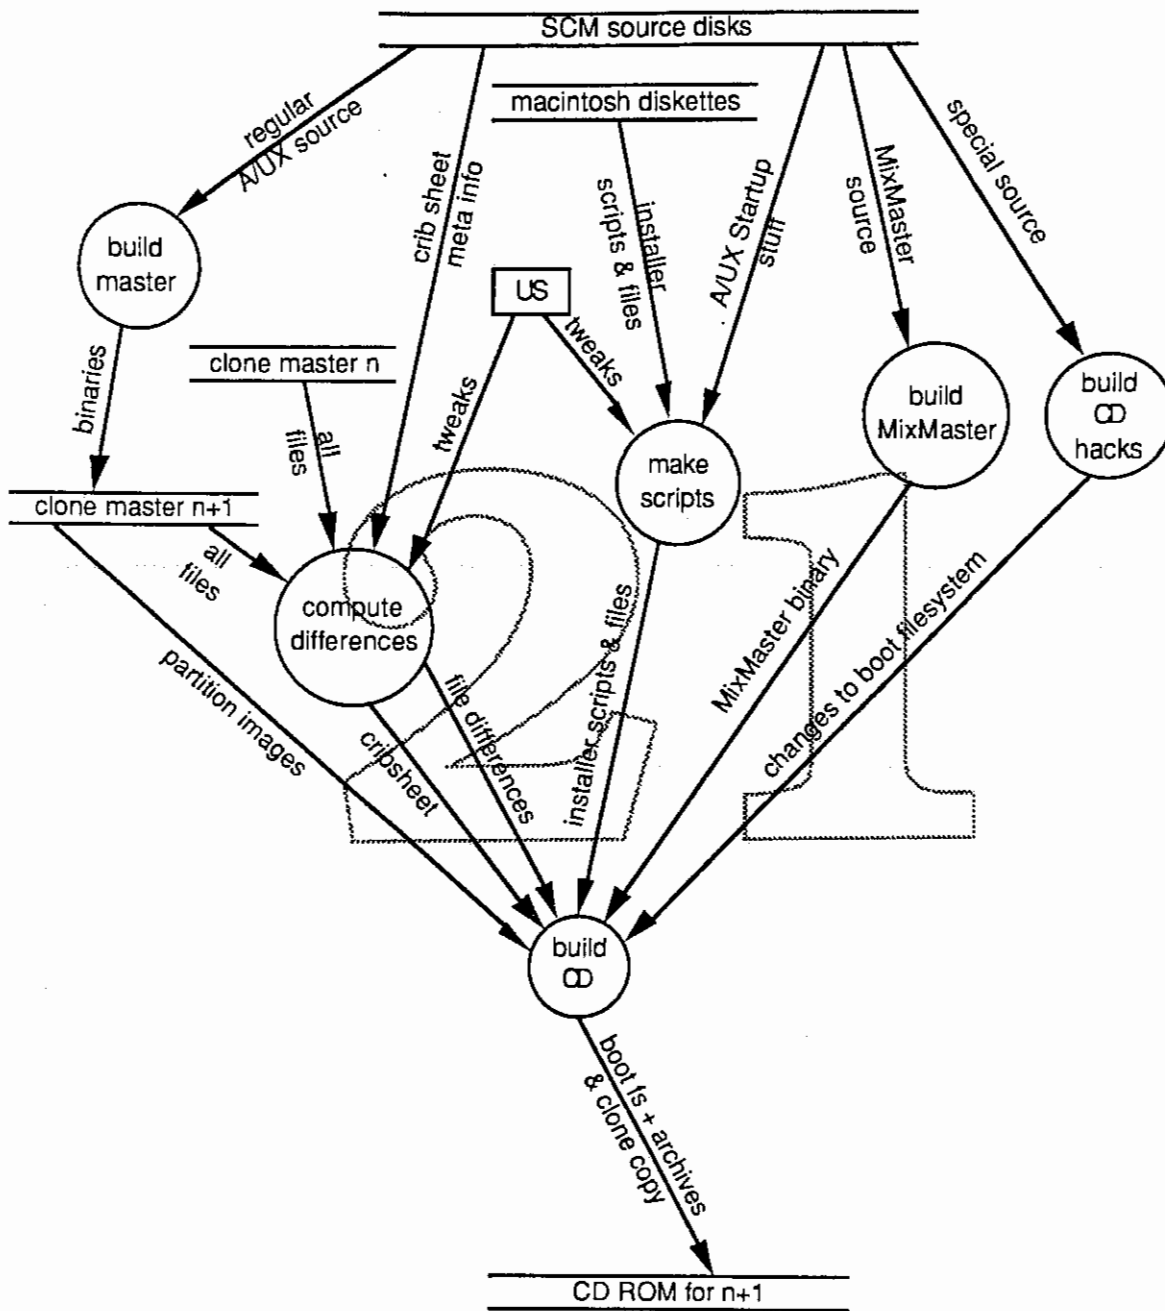 SCM source disks
macintosh diskettes
regular
A/UX source
crib sheet
meta info
installer
scripts & files
A/UX Startup
stuff
MixMaster
source
special source
build
master
US
tweaks
tweaks
binaries
clone master n
all
files
build
MixMaster
build
CD
hacks
make
scripts
clone master n+1
all
files
compute
differences
partition images
cribsheet
file differences
installer scripts & files
MixMaster binary
changes to boot filesystem
21
build
CD
boot fs + archives
& clone copy
CD ROM for n+1